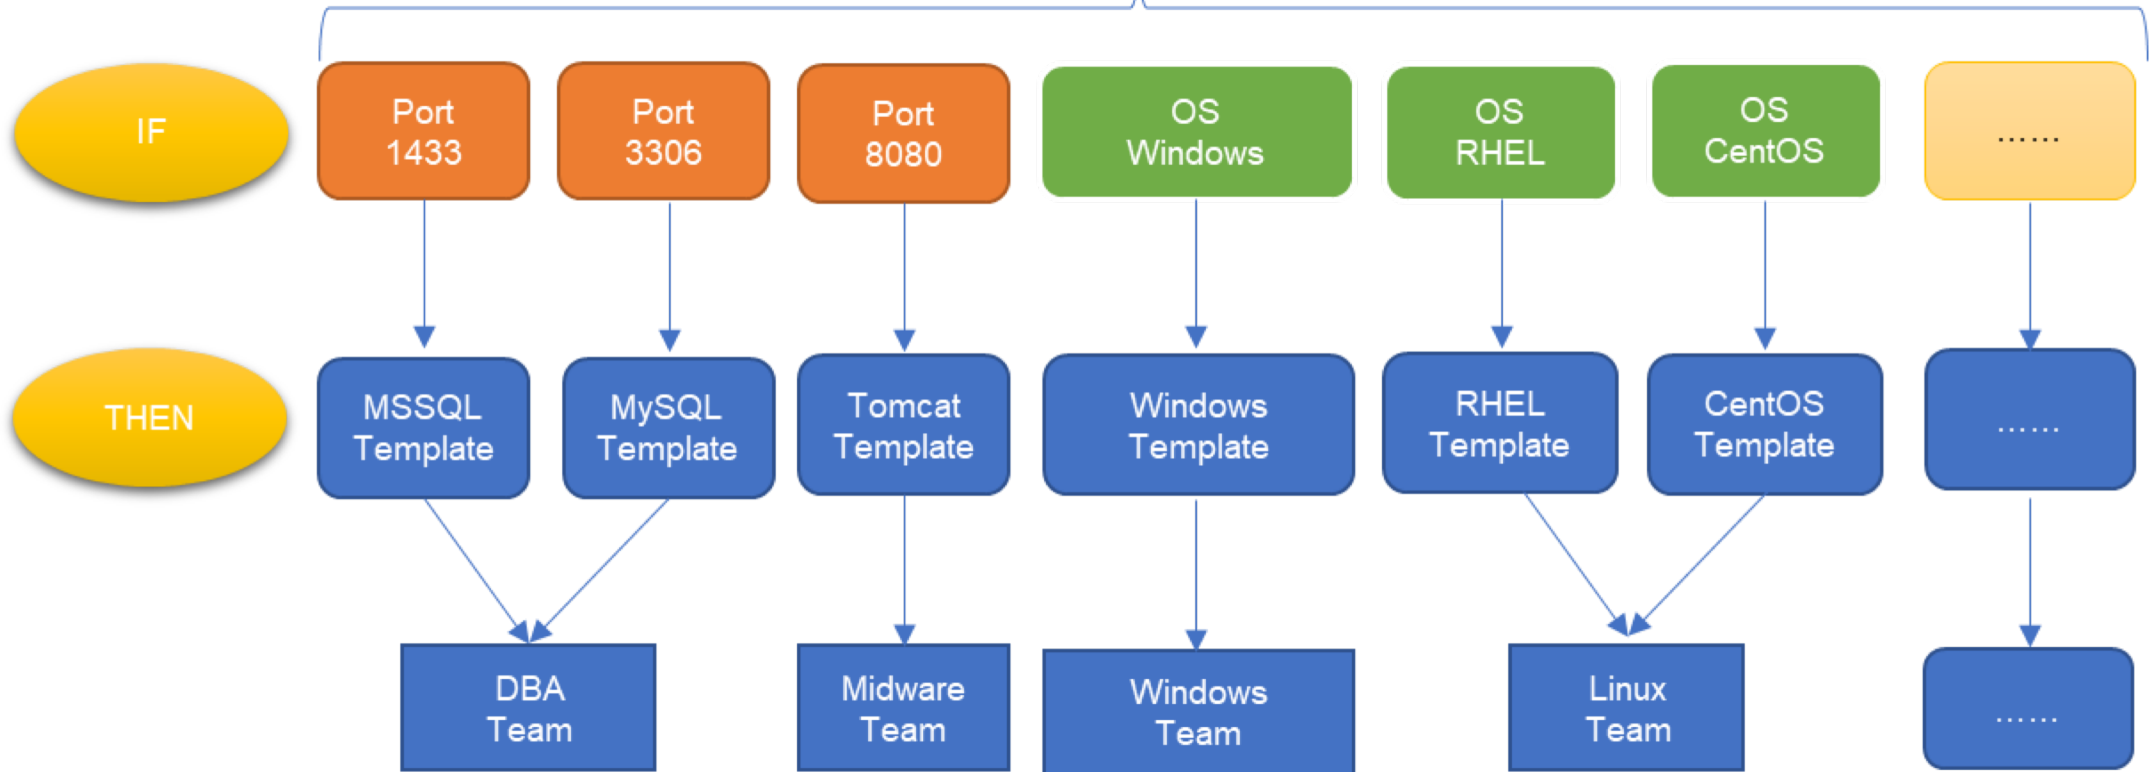 IF
Port
1433
Port
3306
Port
8080
OS
Windows
OS
RHEL
OS
CentOS
......
THEN
MSSQL
Template
MySQL
Template
Tomcat
Template
Windows
Template
RHEL
Template
CentOS
Template
......
DBA
Team
Midware
Team
Windows
Team
Linux
Team
......